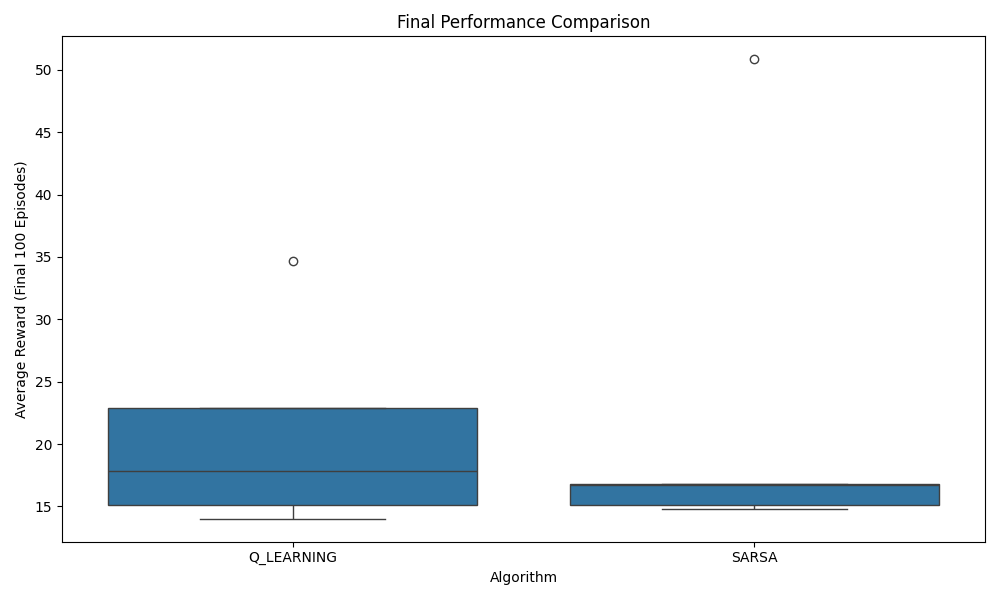 Final Performance Comparison
Average Reward (Final 100 Episodes)
50
45
40
35
30
25
20
15
Q_LEARNING
SARSA
Algorithm